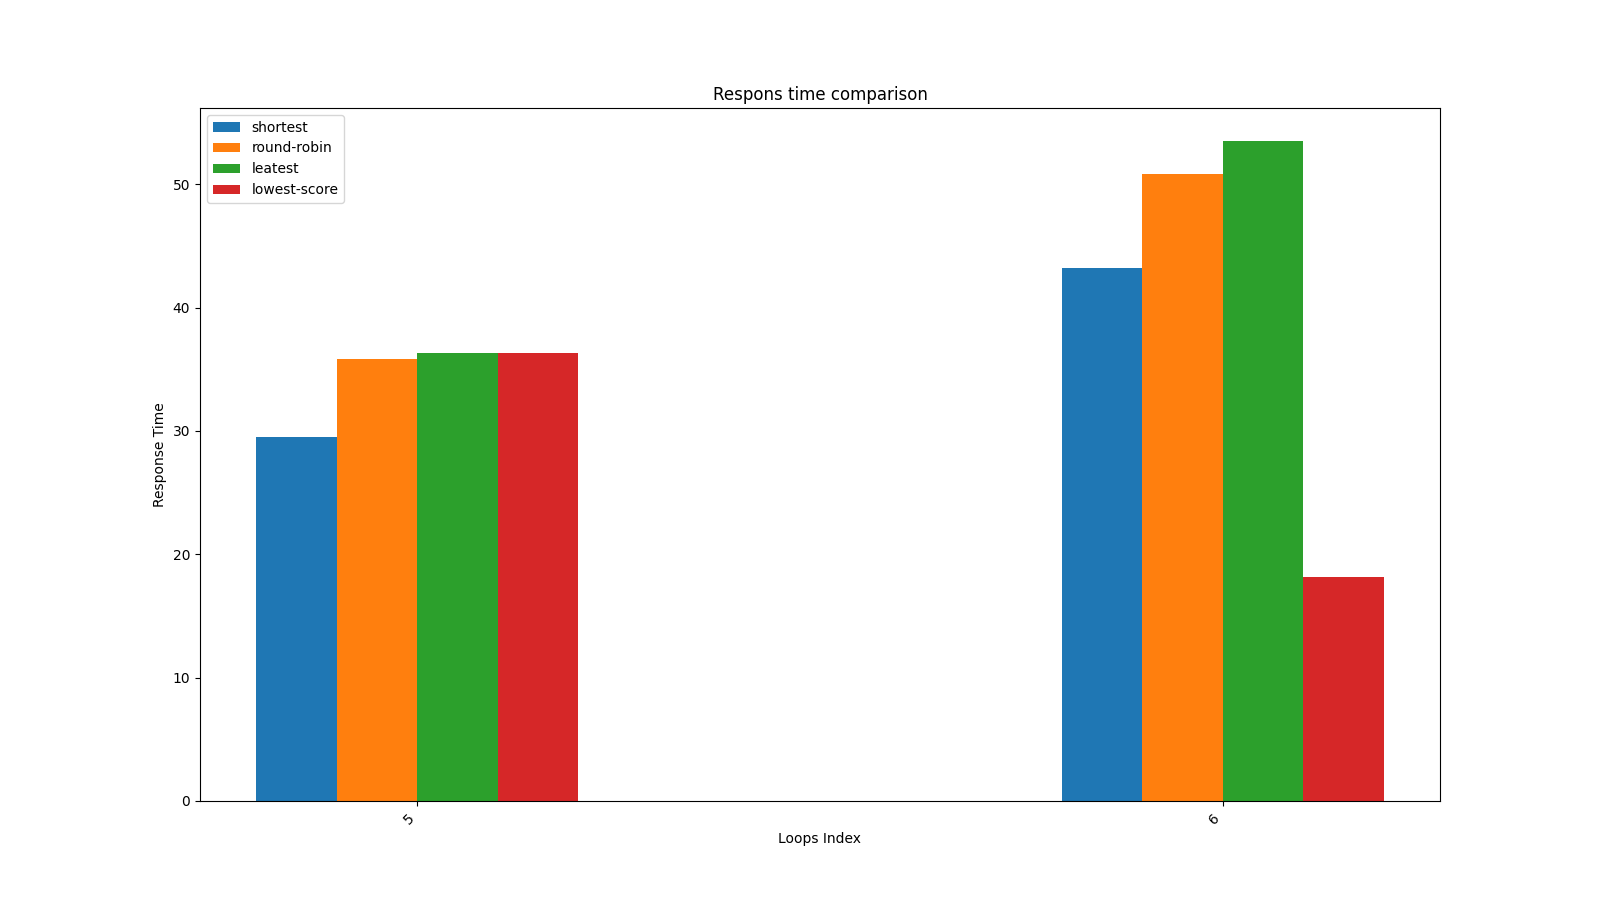 Respons time comparison
shortest
round-robin
leatest
lowest-score
50
40
30
20
10
0
Response Time
5
6
Loops Index